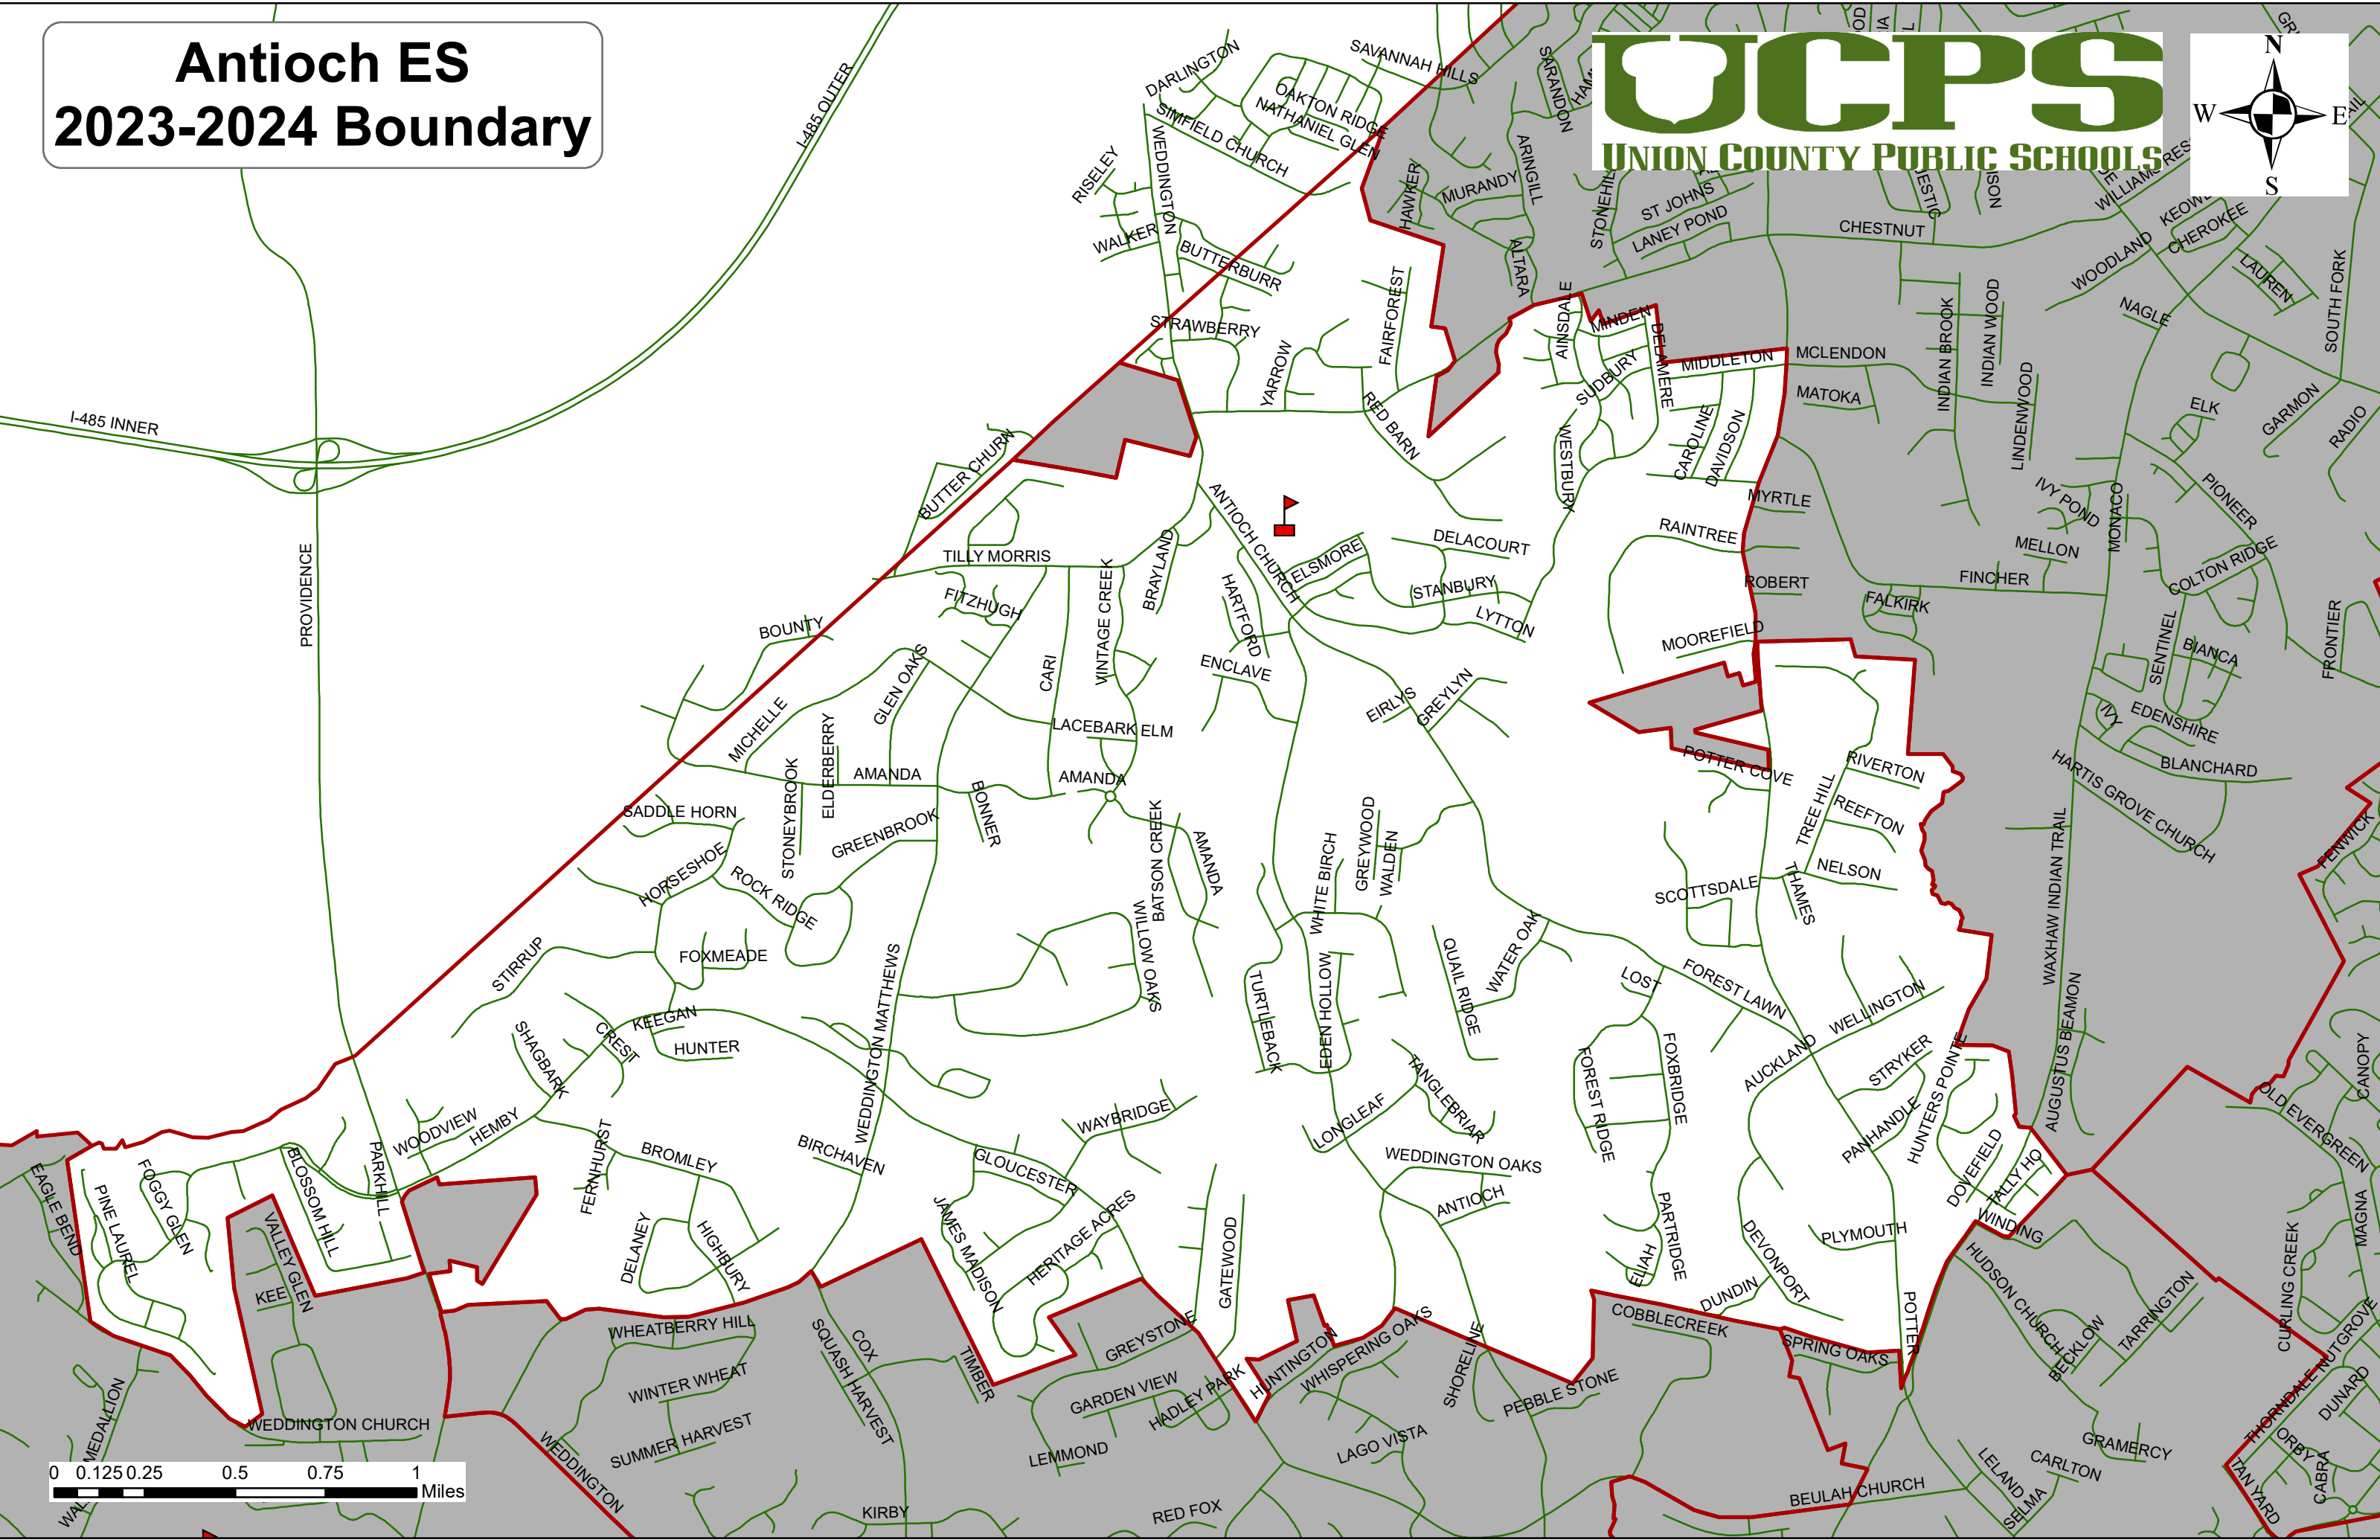 Antioch ES
2023-2024 Boundary
UCPS
UNION COUNTY PUBLIC SCHOOLS
N
W
E
S
I-485 OUTER
I-485 INNER
PROVIDENCE
DARLINGTON
SAVANNAH HILLS
OAKTON RIDGE
NATHANIEL GLEN
SIMFIELD CHURCH
WEDDINGTON
RISELEY
WALKER
BUTTERBURR
STRAWBERRY
YARROW
FAIRFOREST
RED BARN
HAWKER
MURANDY
SARANDON
ARINGILL
ALTARA
ST JOHNS
LANEY POND
CHESTNUT
WOODLAND
CHEROKEE
LAUREN
NAGLE
SOUTH FORK
AINSDALE
MINDEN
SUDBURY
DELAMERE
MIDDLETON
MCLENDON
MATOKA
INDIAN BROOK
INDIAN WOOD
LINDENWOOD
ELK
GARMON
RADIO
CAROLINE
DAVIDSON
WESTBURY
MYRTLE
RAINTREE
ROBERT
MOOREFIELD
IVY POND
MONACO
PIONEER
MELLON
FINCHER
COLTON RIDGE
FALKIRK
SENTINEL
BIANCA
FRONTIER
IVY
EDENSHIRE
BLANCHARD
HARTIS GROVE CHURCH
WAXHAW INDIAN TRAIL
FENWICK
BUTTER CHURN
TILLY MORRIS
FITZHUGH
BOUNTY
ANTIOCH CHURCH
BRAYLAND
VINTAGE CREEK
CARI
HARTFORD
ELSMORE
DELACOURT
STANBURY
LYTTON
ENCLAVE
EIRLYS
GREYLYN
GLEN OAKS
MICHELLE
LACEBARK ELM
ELDERBERRY
STONEYBROOK
AMANDA
AMANDA
BONNER
GREENBROOK
BATSON CREEK
AMANDA
POTTER COVE
RIVERTON
TREE HILL
REEFTON
NELSON
THAMES
SCOTTSDALE
SADDLE HORN
HORSESHOE
ROCK RIDGE
FOXMEADE
STIRRUP
WHITE BIRCH
GREYWOOD
WALDEN
WILLOW OAKS
TURTLEBACK
EDEN HOLLOW
QUAIL RIDGE
WATER OAK
LOST
FOREST LAWN
WELLINGTON
AUCKLAND
STRYKER
HUNTERS POINTE
PANHANDLE
AUGUSTUS BEAMON
KEEGAN
CREST
HUNTER
SHAGBARK
WEDDINGTON MATTHEWS
FOREST RIDGE
FOXBRIDGE
CANOPY
OLD EVERGREEN
MAGNA
CURLING CREEK
WOODVIEW
HEMBY
FERNHURST
BROMLEY
BIRCHAVEN
WAYBRIDGE
GLOUCESTER
LONGLEAF
TANGLEBRIAR
WEDDINGTON OAKS
ANTIOCH
DOVEFIELD
TALLY HO
WINDING
EAGLE BEND
PINE LAUREL
FOGGY GLEN
BLOSSOM HILL
PARKHILL
VALLEY GLEN
KEE
DELANEY
HIGHBURY
JAMES MADISON
HERITAGE ACRES
GATEWOOD
PARTRIDGE
ELIAH
DEVONPORT
DUNDIN
PLYMOUTH
POTTER
HUDSON CHURCH
BECKLOW
TARRINGTON
THORNDALE
NUTGROVE
DUNARD
ORBY
CABRA
TAN YARD
WHEATBERRY HILL
WINTER WHEAT
SUMMER HARVEST
WEDDINGTON
WEDDINGTON CHURCH
MEDALLION
SQUASH HARVEST
COX
TIMBER
GREYSTONE
GARDEN VIEW
HADLEY PARK
LEMMOND
HUNTINGTON
WHISPERING OAKS
SHORELINE
PEBBLE STONE
COBBLECREEK
SPRING OAKS
LAGO VISTA
RED FOX
KIRBY
BEULAH CHURCH
LELAND
SELMA
CARLTON
GRAMERCY
0 0.125 0.25 0.5 0.75 1
Miles